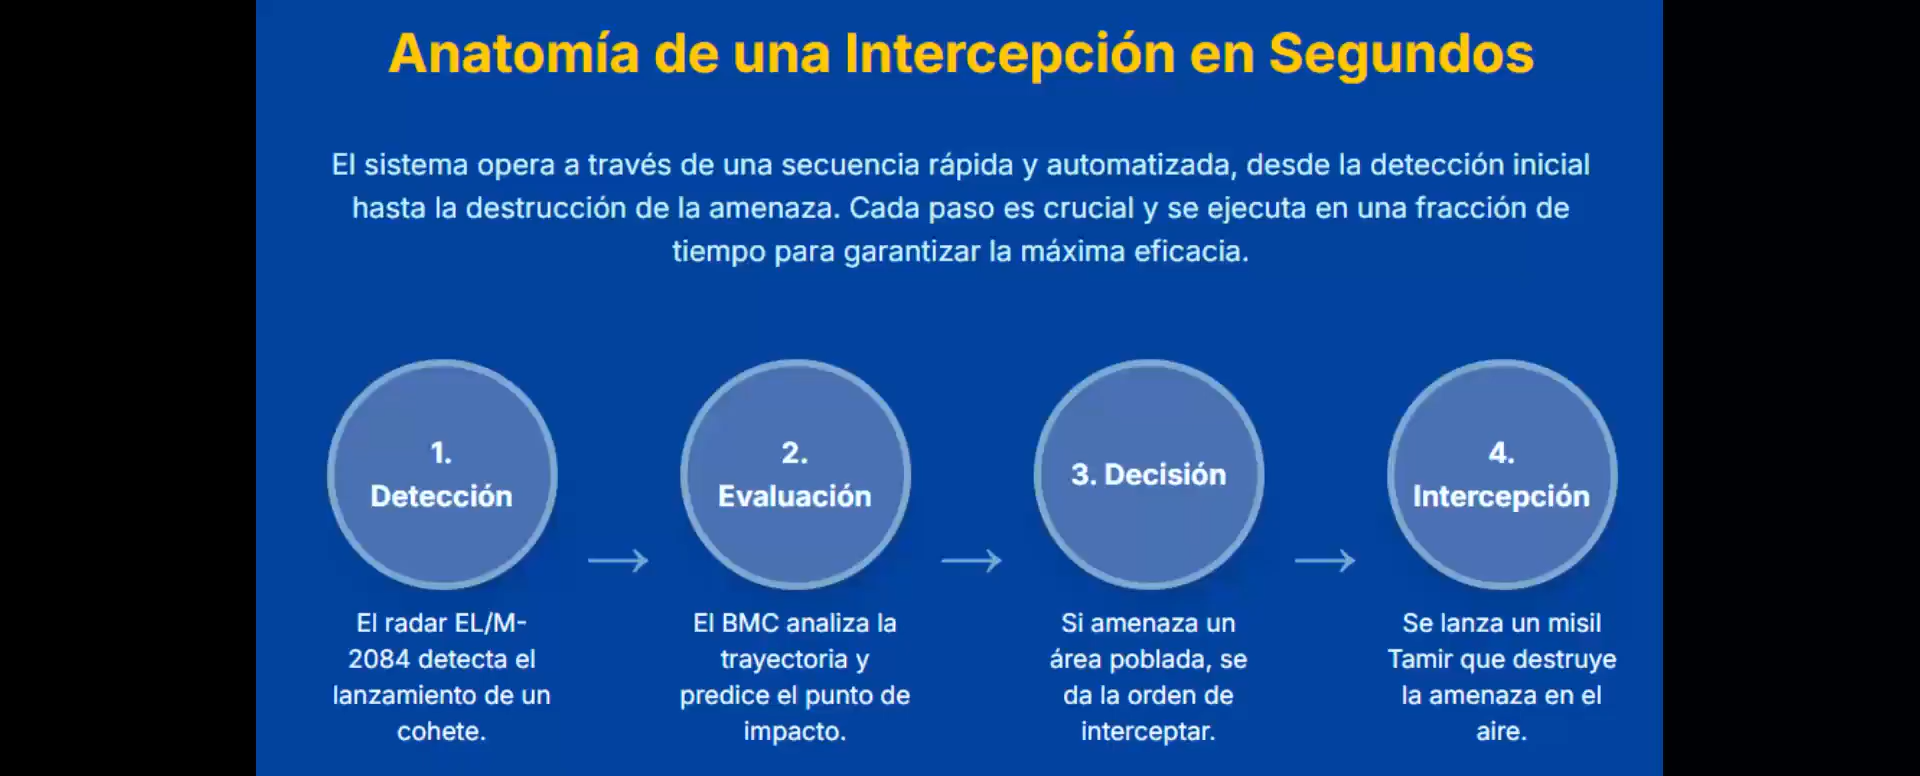 Anatomía de una Intercepción en Segundos
El sistema opera a través de una secuencia rápida y automatizada, desde la detección inicial
hasta la destrucción de la amenaza. Cada paso es crucial y se ejecuta en una fracción de
tiempo para garantizar la máxima eficacia.
1.
Detección
El radar EL/M-
2084 detecta el
lanzamiento de un
cohete.
2.
Evaluación
El BMC analiza la
trayectoria y
predice el punto de
impacto.
3. Decisión
Si amenaza un
área poblada, se
da la orden de
interceptar.
4.
Intercepción
Se lanza un misil
Tamir que destruye
la amenaza en el
aire.